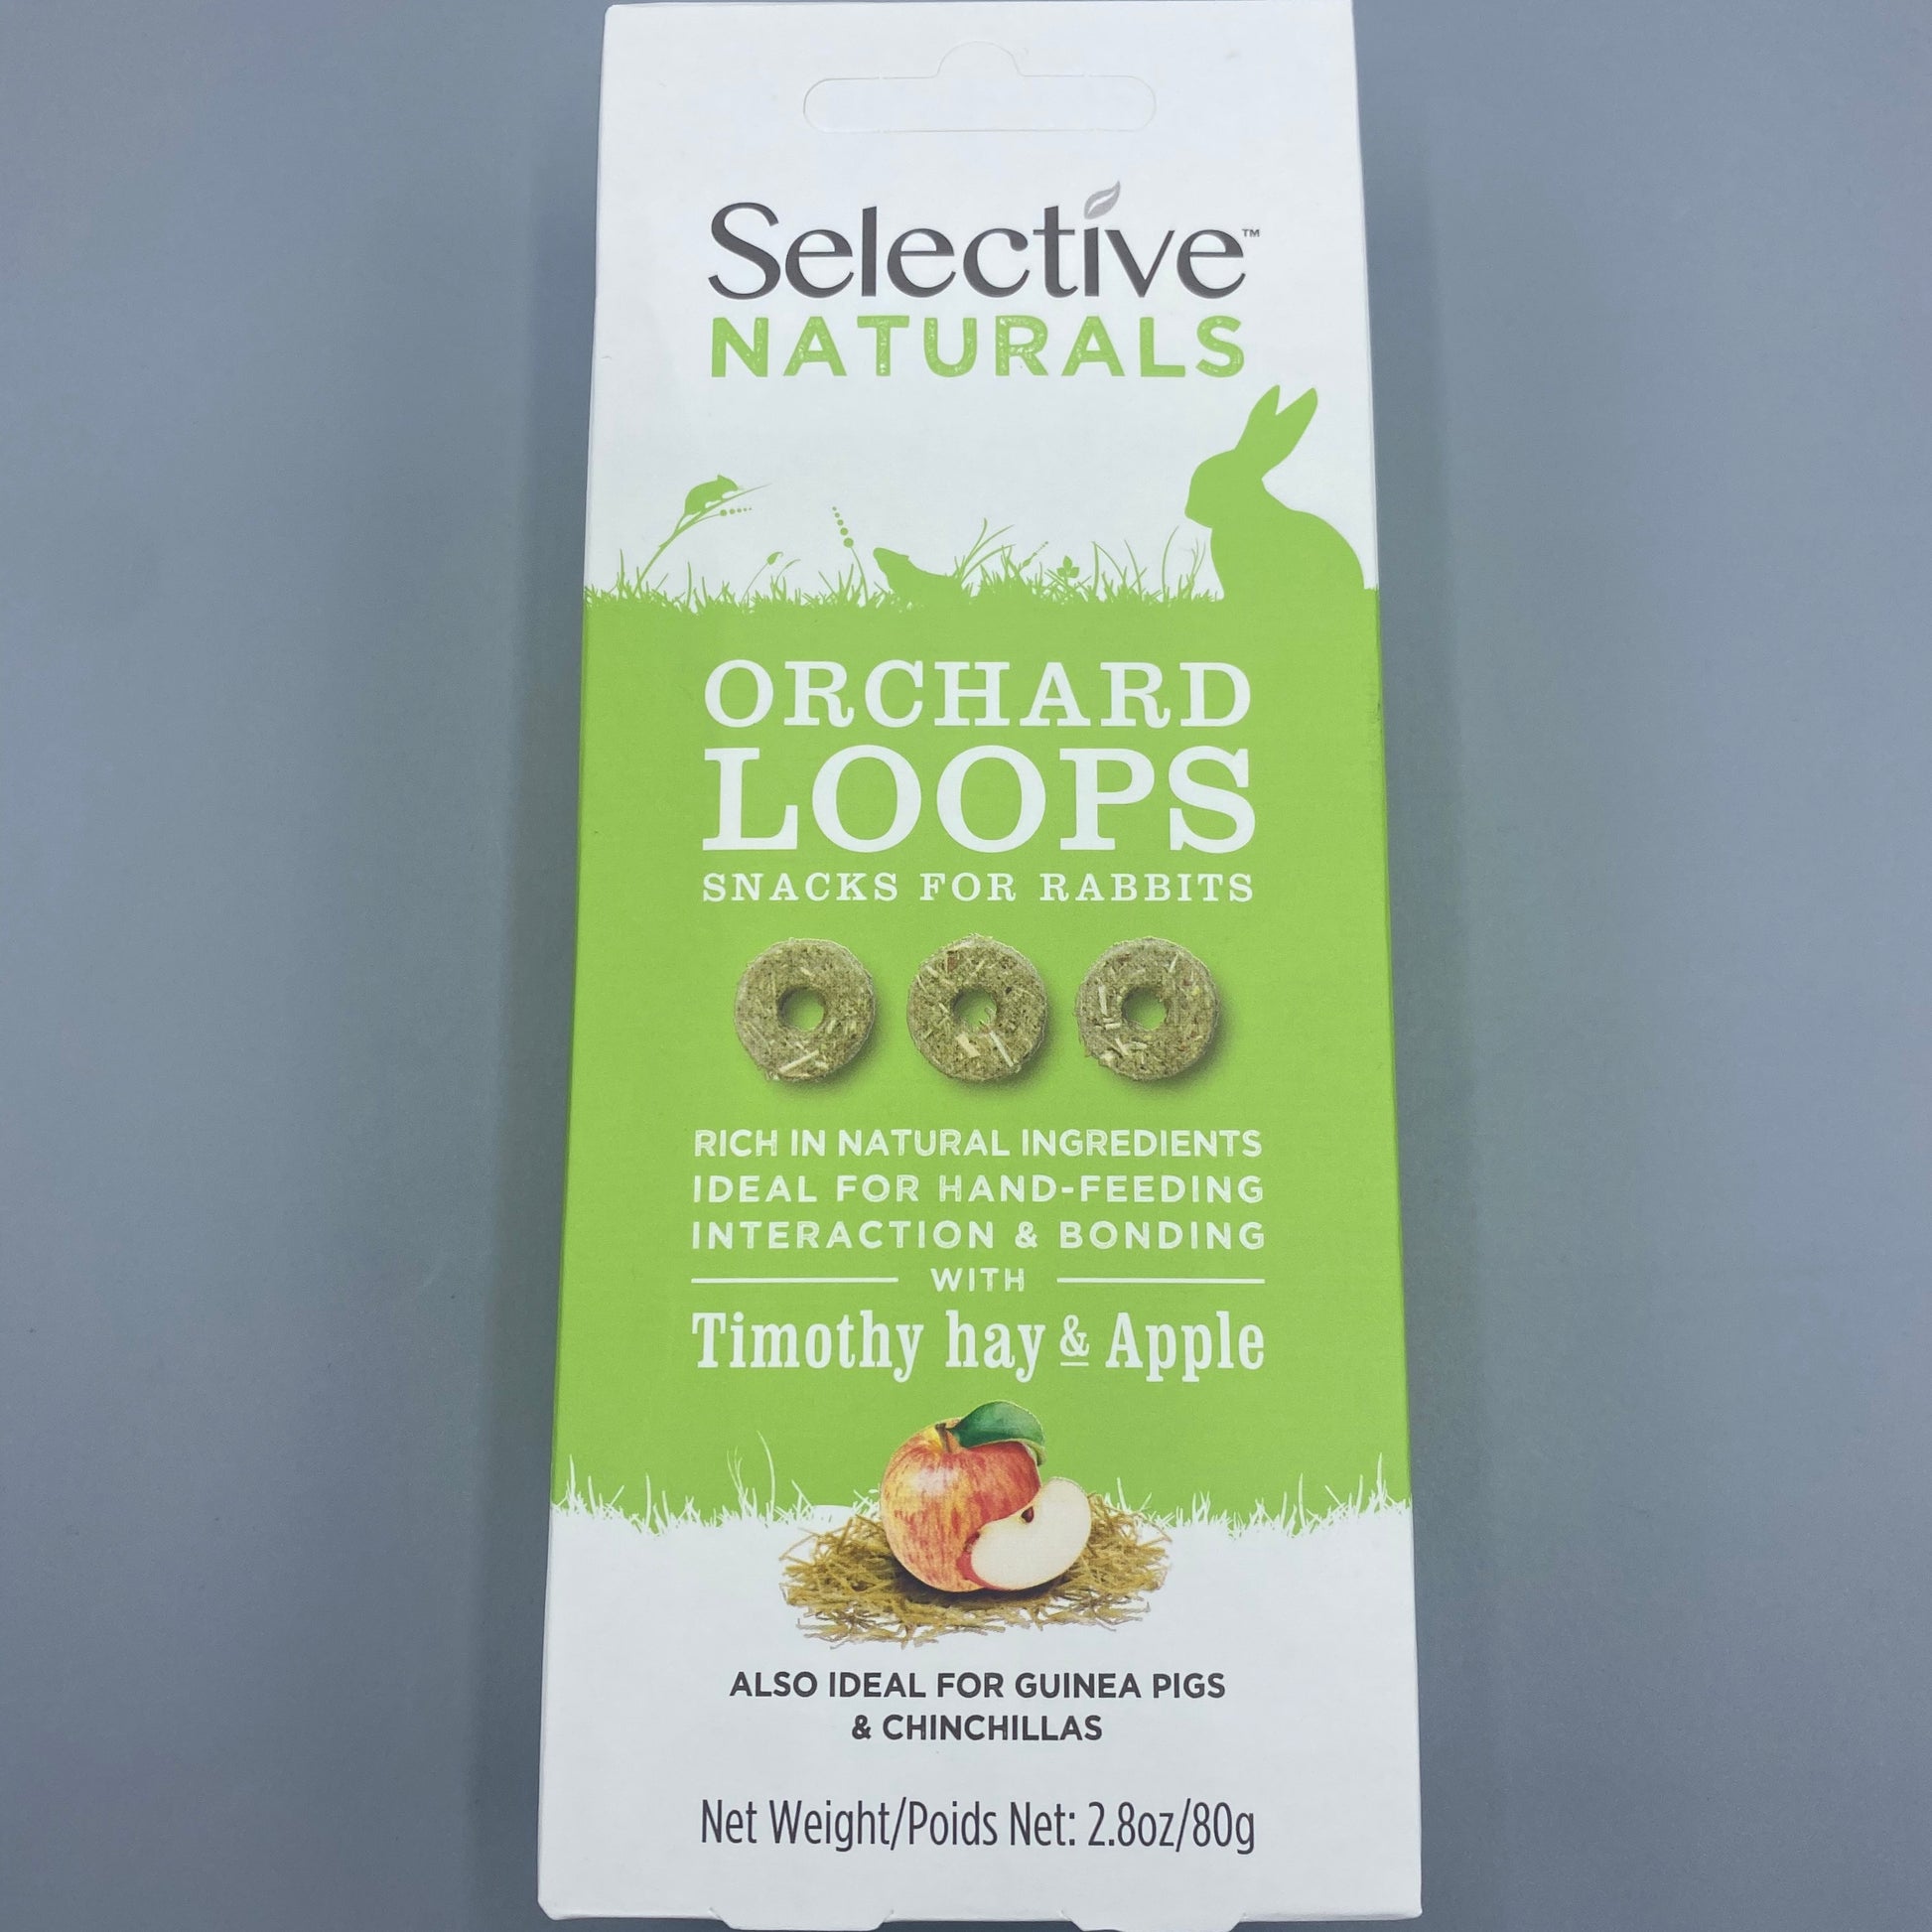 Selective™
NATURALS
ORCHARD
LOOPS
SNACKS FOR RABBITS
RICH IN NATURAL INGREDIENTS
IDEAL FOR HAND-FEEDING
INTERACTION & BONDING
WITH
Timothy hay & Apple
ALSO IDEAL FOR GUINEA PIGS
& CHINCHILLAS
Net Weight/Poids Net: 2.8oz/80g